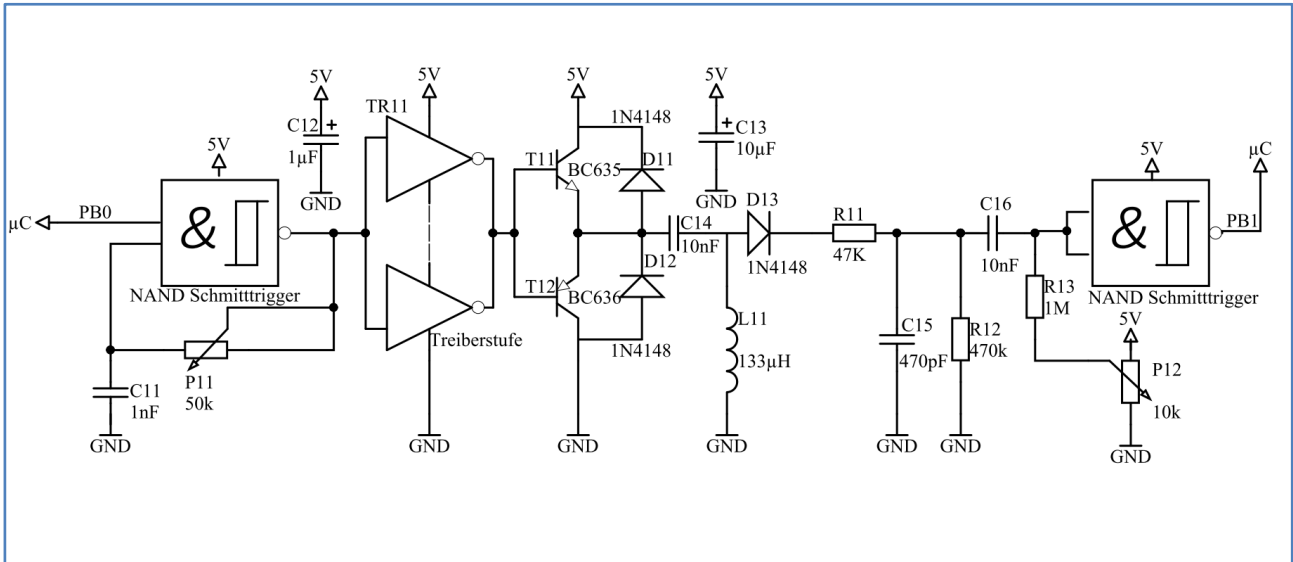 µC
PB0
5V
&
NAND Schmitttrigger
P11
50k
C11
1nF
GND
5V
C12
+
1µF
GND
TR11
5V
Treiberstufe
GND
5V
1N4148
T11
BC635
D11
T12
BC636
D12
1N4148
GND
5V
+
C13
10µF
GND
C14
10nF
D13
1N4148
L11
133µH
GND
R11
47K
C15
470pF
GND
R12
470k
GND
C16
10nF
R13
1M
5V
&
NAND Schmitttrigger
µC
PB1
5V
P12
10k
GND